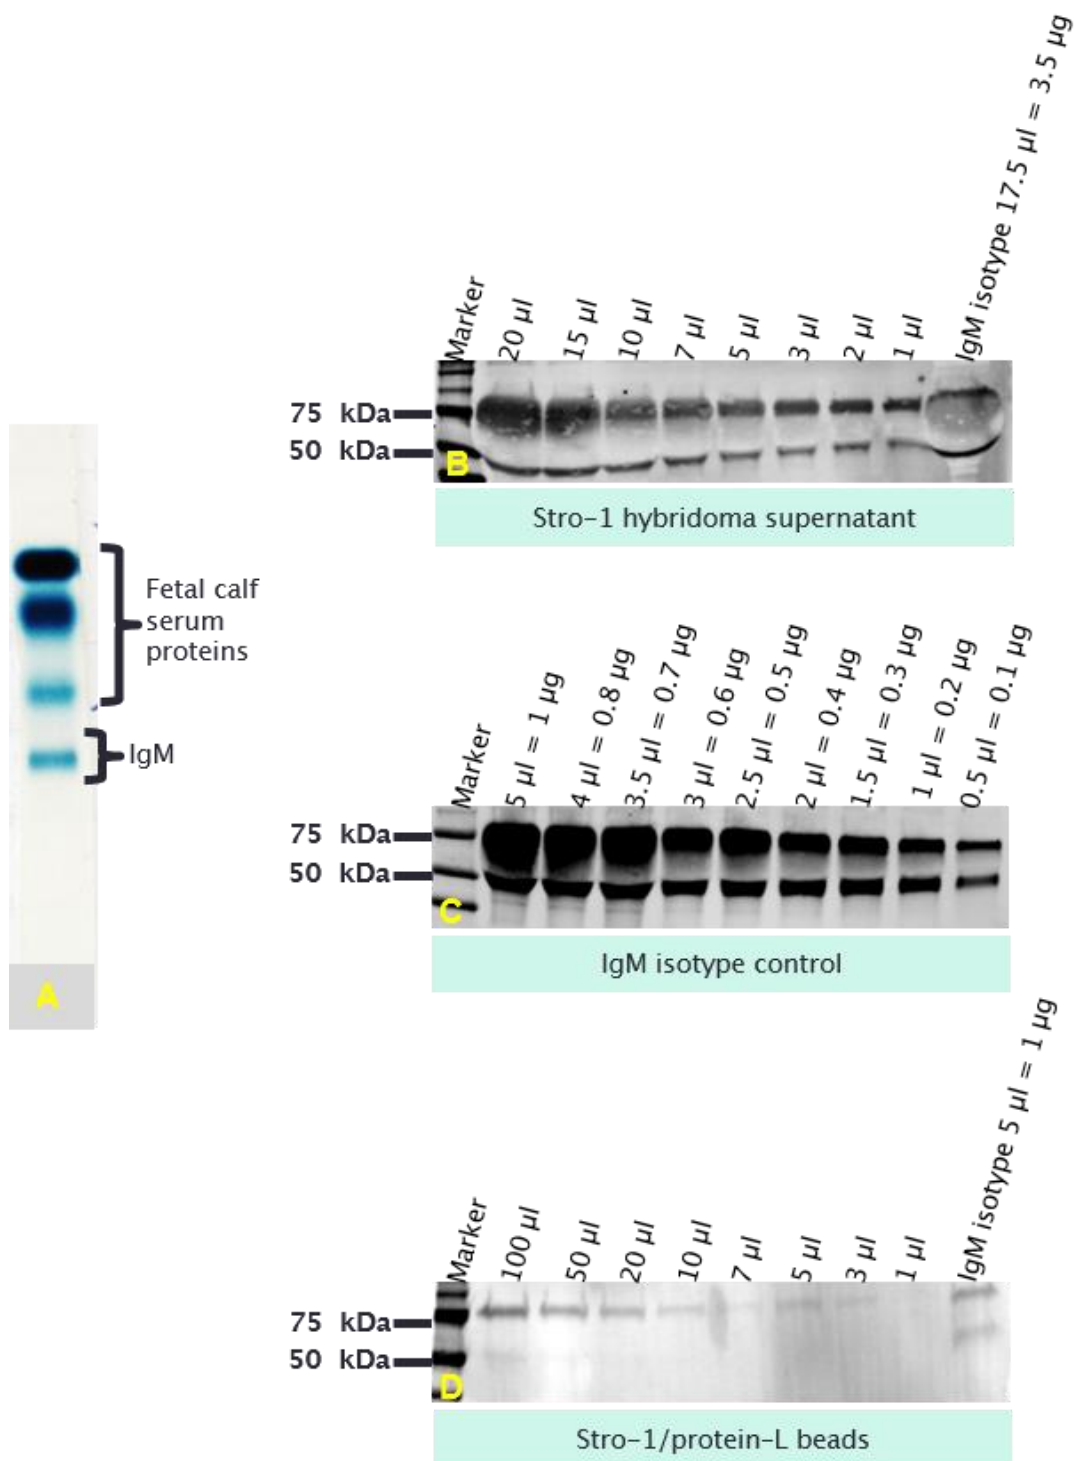 IgM isotype 17.5 µl = 3.5 µg
Marker
20 µl
15 µl
10 µl
7 µl
5 µl
3 µl
2 µl
1 µl
75 kDa
50 kDa
B
Stro-1 hybridoma supernatant
Fetal calf
serum
proteins
IgM
A
Marker
5 µl = 1 µg
4 µl = 0.8 µg
3.5 µl = 0.7 µg
3 µl = 0.6 µg
2.5 µl = 0.5 µg
2 µl = 0.4 µg
1.5 µl = 0.3 µg
1 µl = 0.2 µg
0.5 µl = 0.1 µg
75 kDa
50 kDa
C
IgM isotype control
Marker
100 µl
50 µl
20 µl
10 µl
7 µl
5 µl
3 µl
1 µl
IgM isotype 5 µl = 1 µg
75 kDa
50 kDa
D
Stro-1/protein-L beads